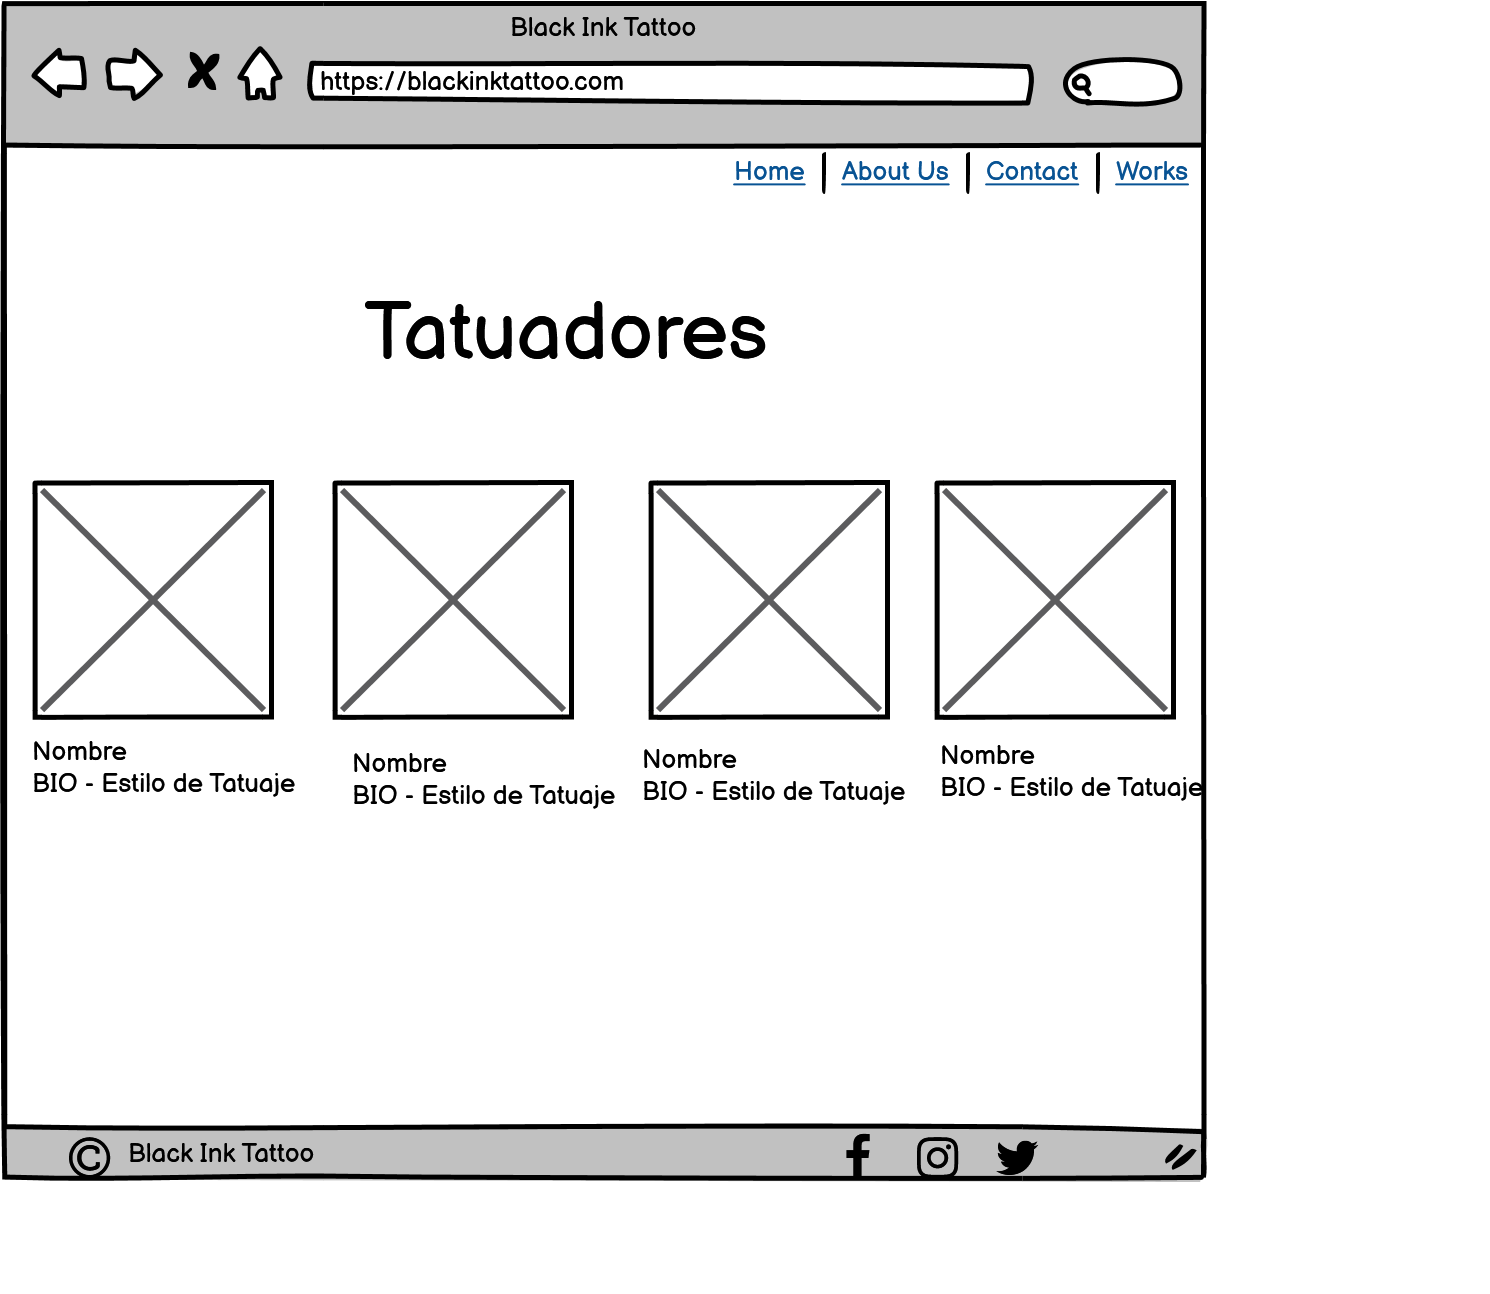 Black Ink Tattoo
https://blackinktattoo.com
Home About Us Contact Works
Tatuadores
Nombre
BIO - Estilo de Tatuaje
Nombre
BIO - Estilo de Tatuaje
Nombre
BIO - Estilo de Tatuaje
Nombre
BIO - Estilo de Tatuaje
© Black Ink Tattoo